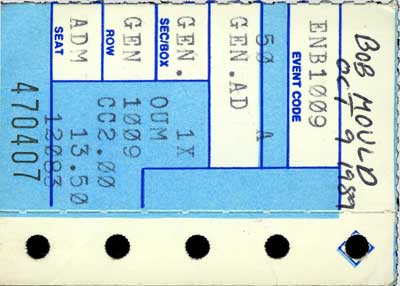 BOB MOULD
OCT 9 1989
ENB1009
EVENT CODE
50 A
GEN.AD
GEN. 1X
SEC/BOX OUM
GEN 1009
ROW CC2.00
ADM 13.50
SEAT 12083
470407